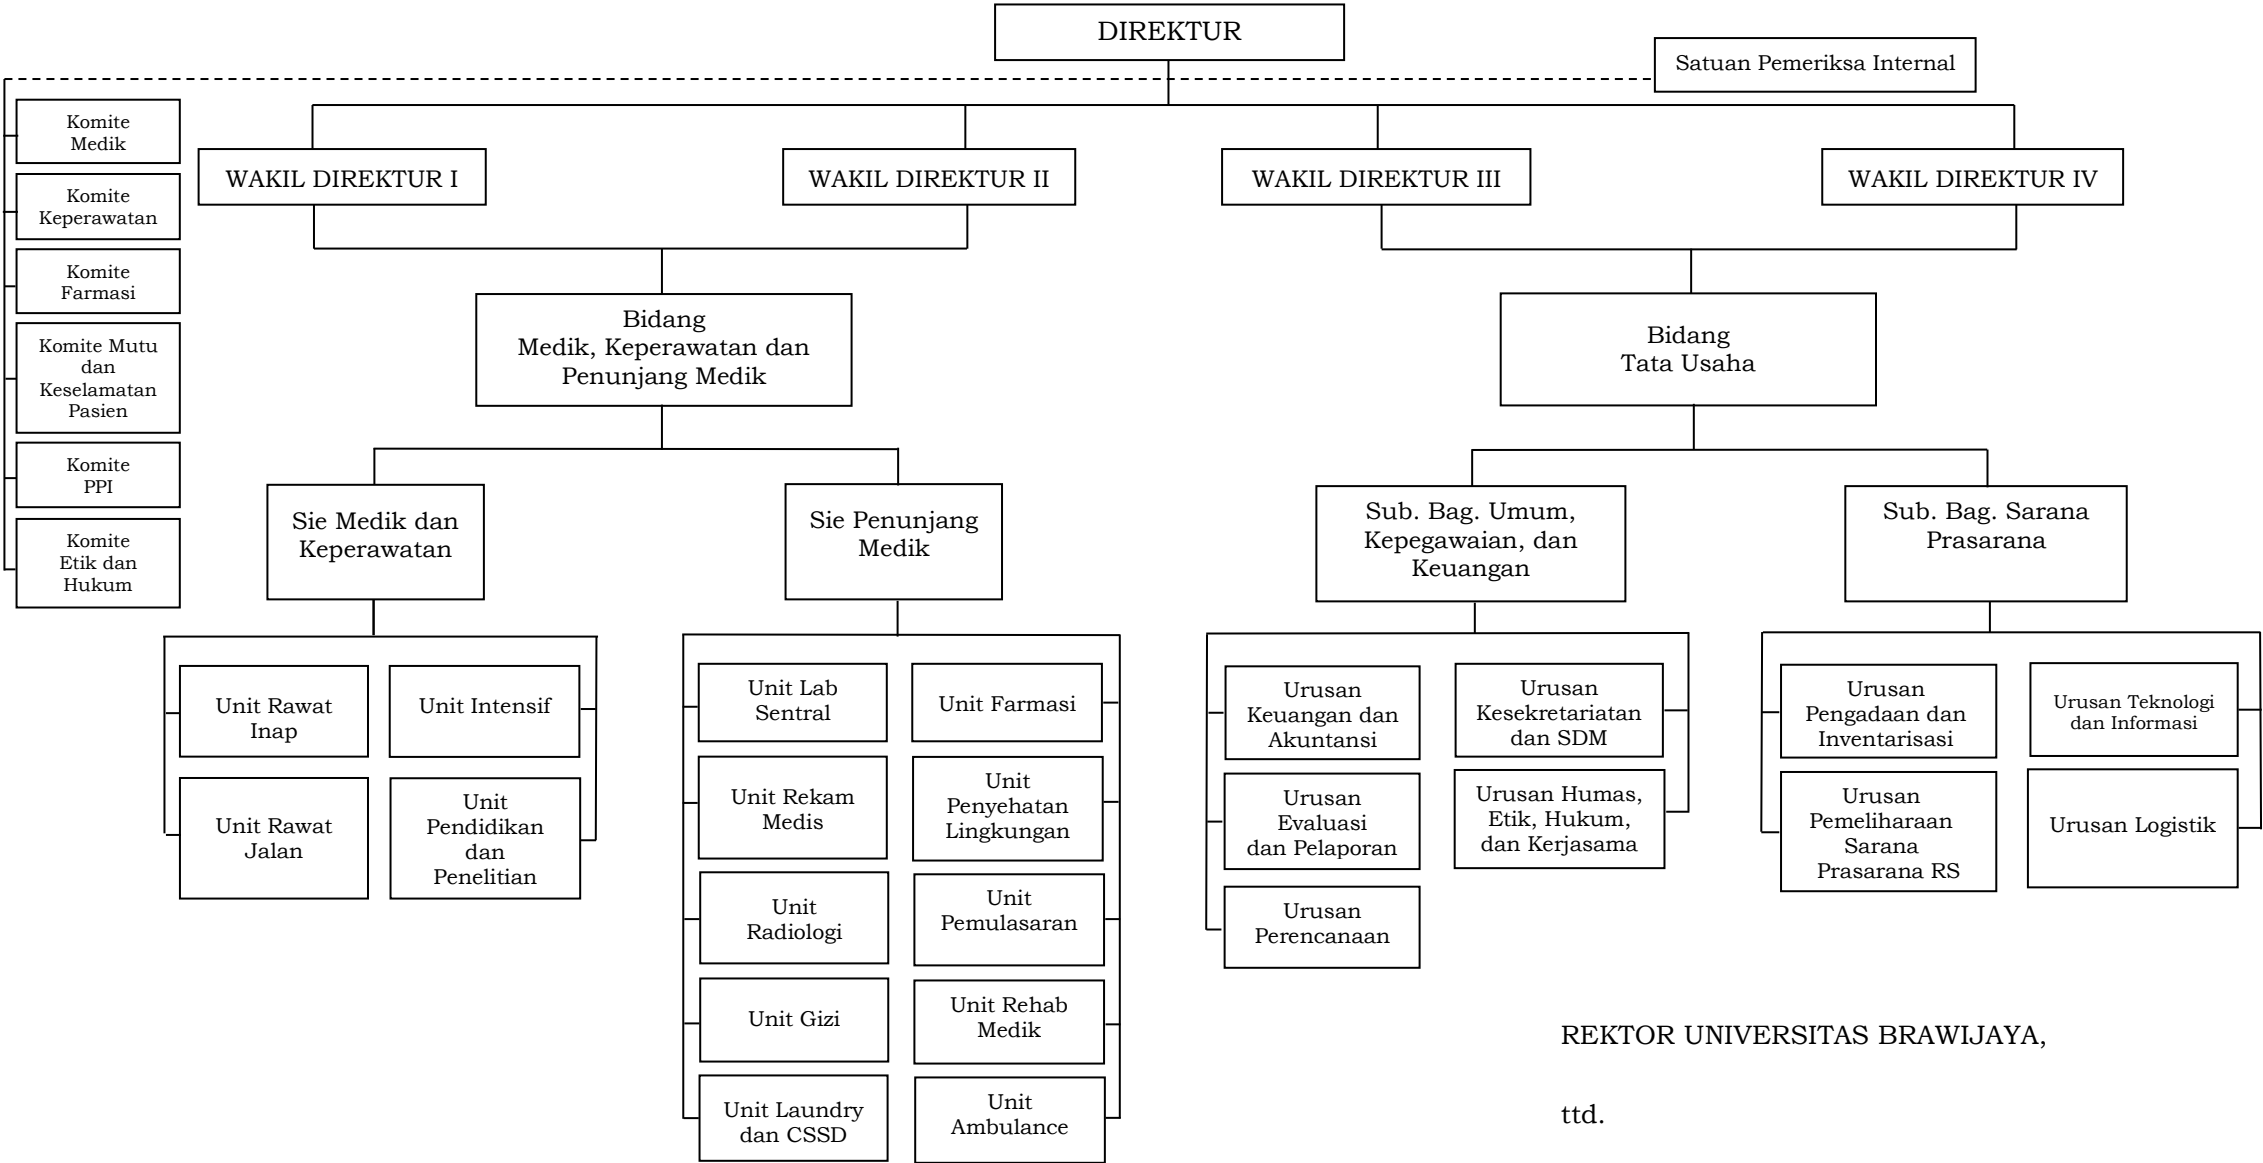 DIREKTUR
Satuan Pemeriksa Internal
Komite
Medik
Komite
Keperawatan
Komite
Farmasi
Komite Mutu
dan
Keselamatan
Pasien
Komite
PPI
Komite
Etik dan
Hukum
WAKIL DIREKTUR I
WAKIL DIREKTUR II
WAKIL DIREKTUR III
WAKIL DIREKTUR IV
Bidang
Medik, Keperawatan dan
Penunjang Medik
Bidang
Tata Usaha
Sie Medik dan
Keperawatan
Sie Penunjang
Medik
Sub. Bag. Umum,
Kepegawaian, dan
Keuangan
Sub. Bag. Sarana
Prasarana
Unit Rawat
Inap
Unit Intensif
Unit Rawat
Jalan
Unit
Pendidikan
dan
Penelitian
Unit Lab
Sentral
Unit Farmasi
Unit Rekam
Medis
Unit
Penyehatan
Lingkungan
Unit
Radiologi
Unit
Pemulasaran
Unit Gizi
Unit Rehab
Medik
Unit Laundry
dan CSSD
Unit
Ambulance
Urusan
Keuangan dan
Akuntansi
Urusan
Kesekretariatan
dan SDM
Urusan
Evaluasi
dan Pelaporan
Urusan Humas,
Etik, Hukum,
dan Kerjasama
Urusan
Perencanaan
Urusan
Pengadaan dan
Inventarisasi
Urusan Teknologi
dan Informasi
Urusan
Pemeliharaan
Sarana
Prasarana RS
Urusan Logistik
REKTOR UNIVERSITAS BRAWIJAYA,
ttd.